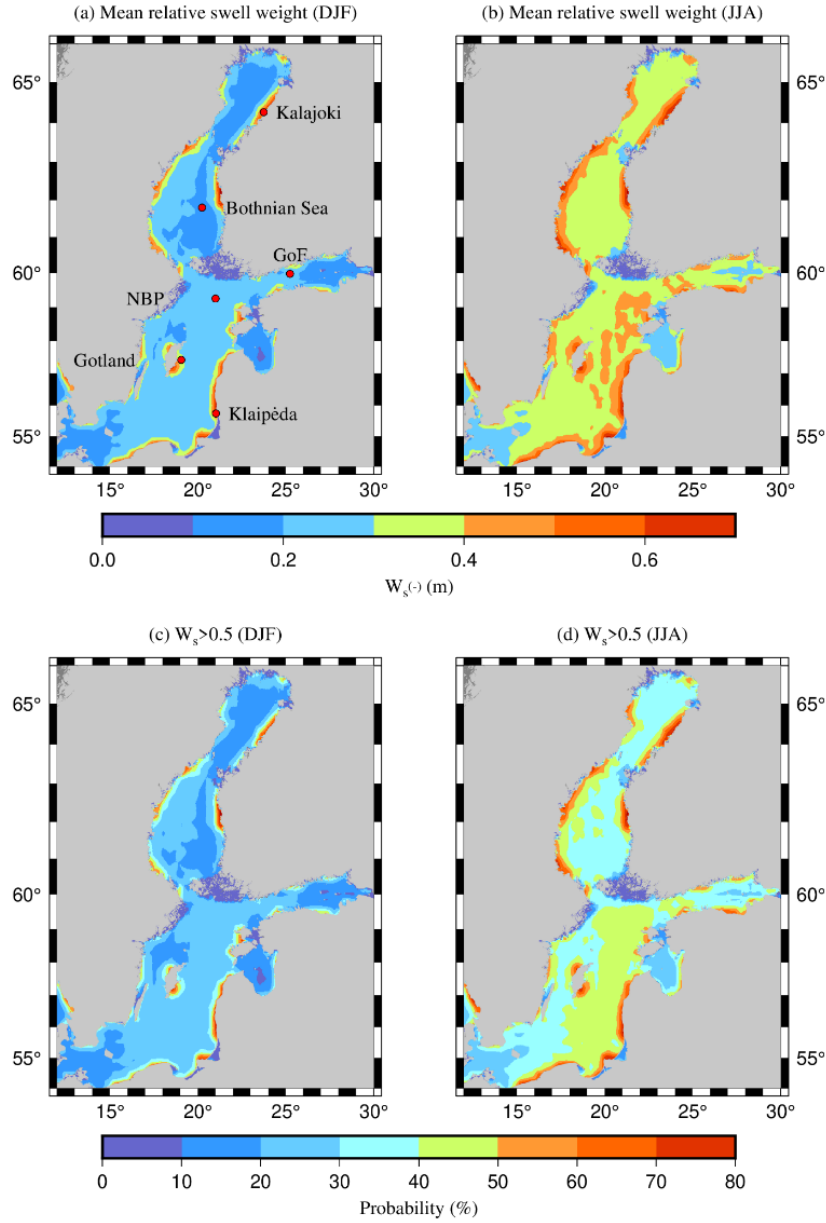 (a) Mean relative swell weight (DJF)
(b) Mean relative swell weight (JJA)
65°
Kalajoki
65°
Bothnian Sea
60°
GoF
60°
NBP
Gotland
Klaipėda
55°
55°
15° 20° 25° 30°
15° 20° 25° 30°
0.0 0.2 0.4 0.6
Ws(-) (m)
(c) Ws>0.5 (DJF)
(d) Ws>0.5 (JJA)
65°
65°
60°
60°
55°
55°
15° 20° 25° 30°
15° 20° 25° 30°
0 10 20 30 40 50 60 70 80
Probability (%)